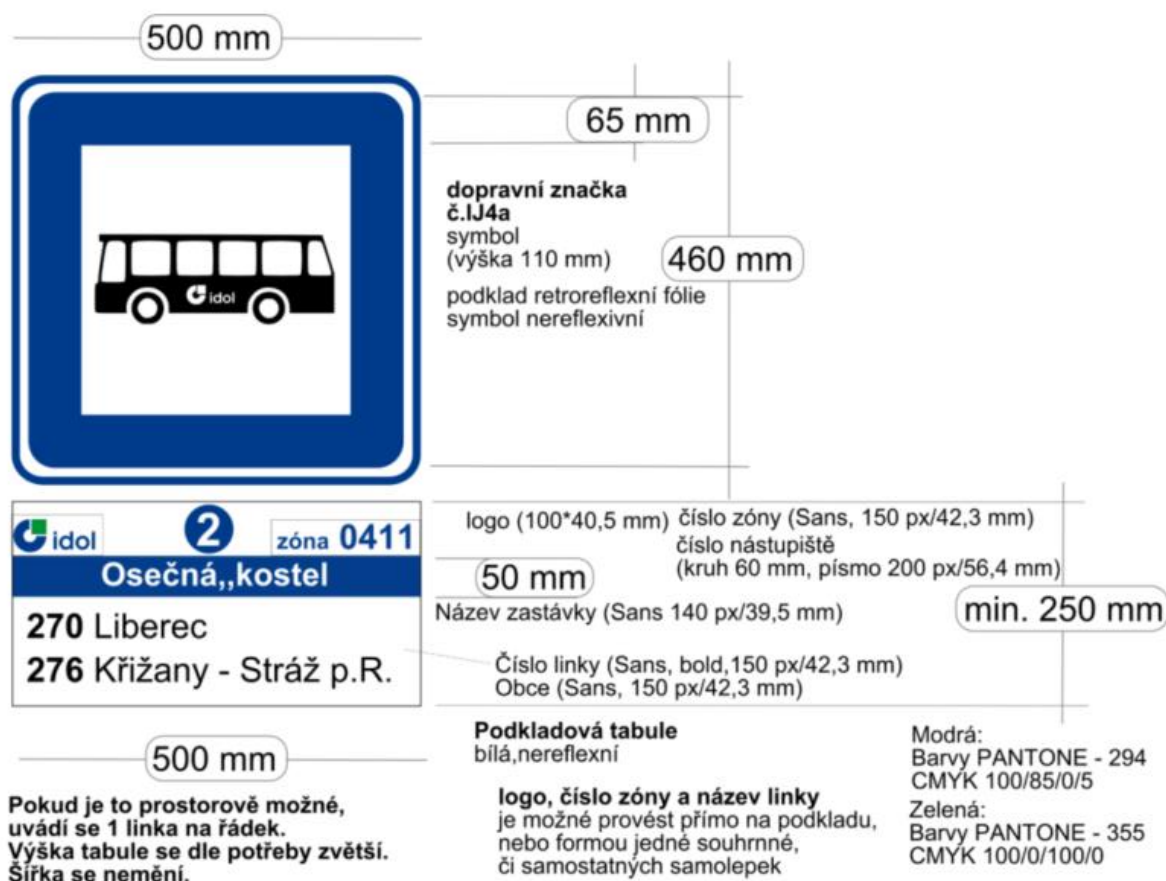 500 mm
65 mm
dopravní značka
č.IJ4a
symbol
(výška 110 mm)
460 mm
podklad retroreflexní fólie
symbol nereflexivní
idol
idol
2
zóna 0411
Osečná,,kostel
270 Liberec
276 Křižany - Stráž p.R.
logo (100*40,5 mm)
číslo zóny (Sans, 150 px/42,3 mm)
číslo nástupiště
(kruh 60 mm, písmo 200 px/56,4 mm)
50 mm
Název zastávky (Sans 140 px/39,5 mm)
min. 250 mm
Číslo linky (Sans, bold,150 px/42,3 mm)
Obce (Sans, 150 px/42,3 mm)
500 mm
Pokud je to prostorově možné,
uvádí se 1 linka na řádek.
Výška tabule se dle potřeby zvětší.
Šířka se nemění.
Podkladová tabule
bílá,nereflexní
logo, číslo zóny a název linky
je možné provést přímo na podkladu,
nebo formou jedné souhrnné,
či samostatných samolepek
Modrá:
Barvy PANTONE - 294
CMYK 100/85/0/5
Zelená:
Barvy PANTONE - 355
CMYK 100/0/100/0